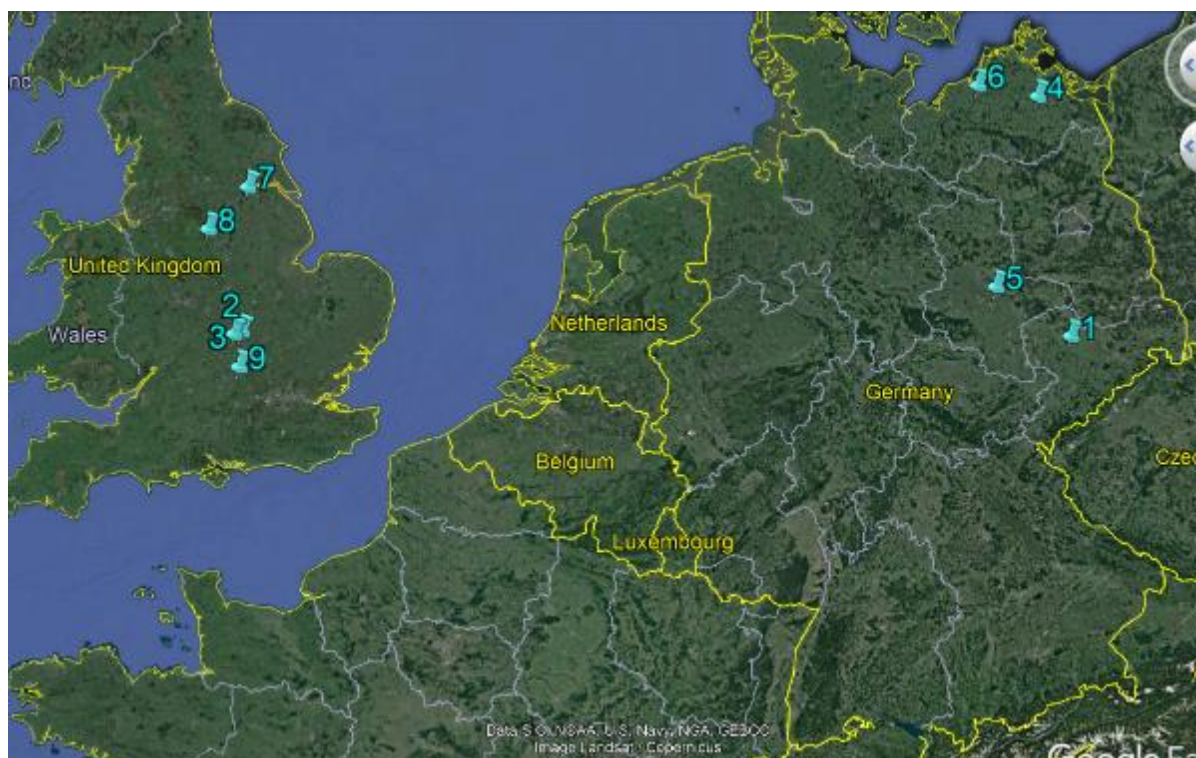 6
4
7
8
United Kingdom
5
2
Netherlands
3
Wales
1
9
Germany
Belgium
Luxembourg
Data SIO, NOAA, U.S. Navy, NGA, GEBCO
Image Landsat / Copernicus
Google